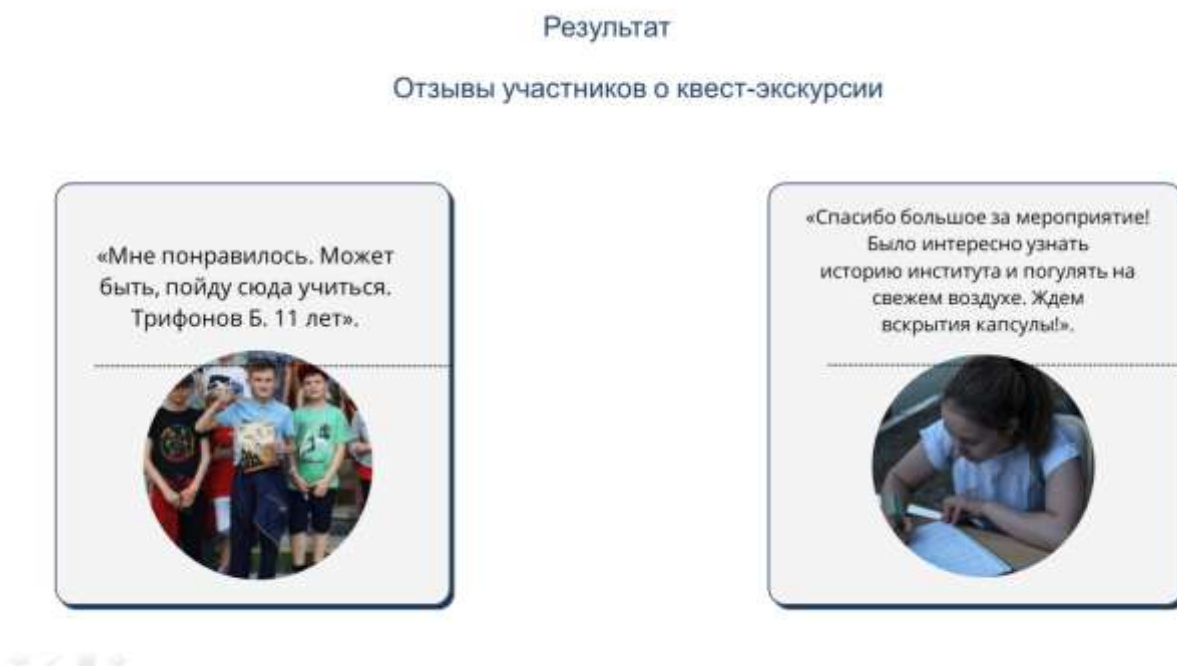 Результат
Отзывы участников о квест-экскурсии
«Мне понравилось. Может
быть, пойду сюда учиться.
Трифонов Б. 11 лет».
«Спасибо большое за мероприятие!
Было интересно узнать
историю института и погулять на
свежем воздухе. Ждем
вскрытия капсулы!».